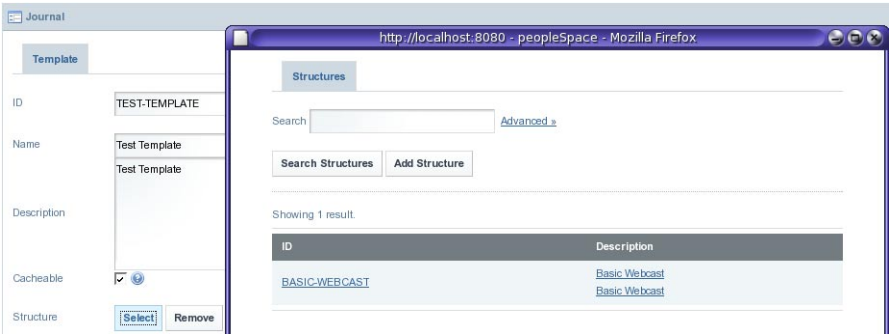 Journal
Template
ID
TEST-TEMPLATE
Name
Test Template
Description
Test Template
Cacheable
Structure
Select
Remove
http://localhost:8080 - peopleSpace - Mozilla Firefox
Structures
Search
Advanced »
Search Structures
Add Structure
Showing 1 result.
ID Description
BASIC-WEBCAST Basic Webcast
Basic Webcast